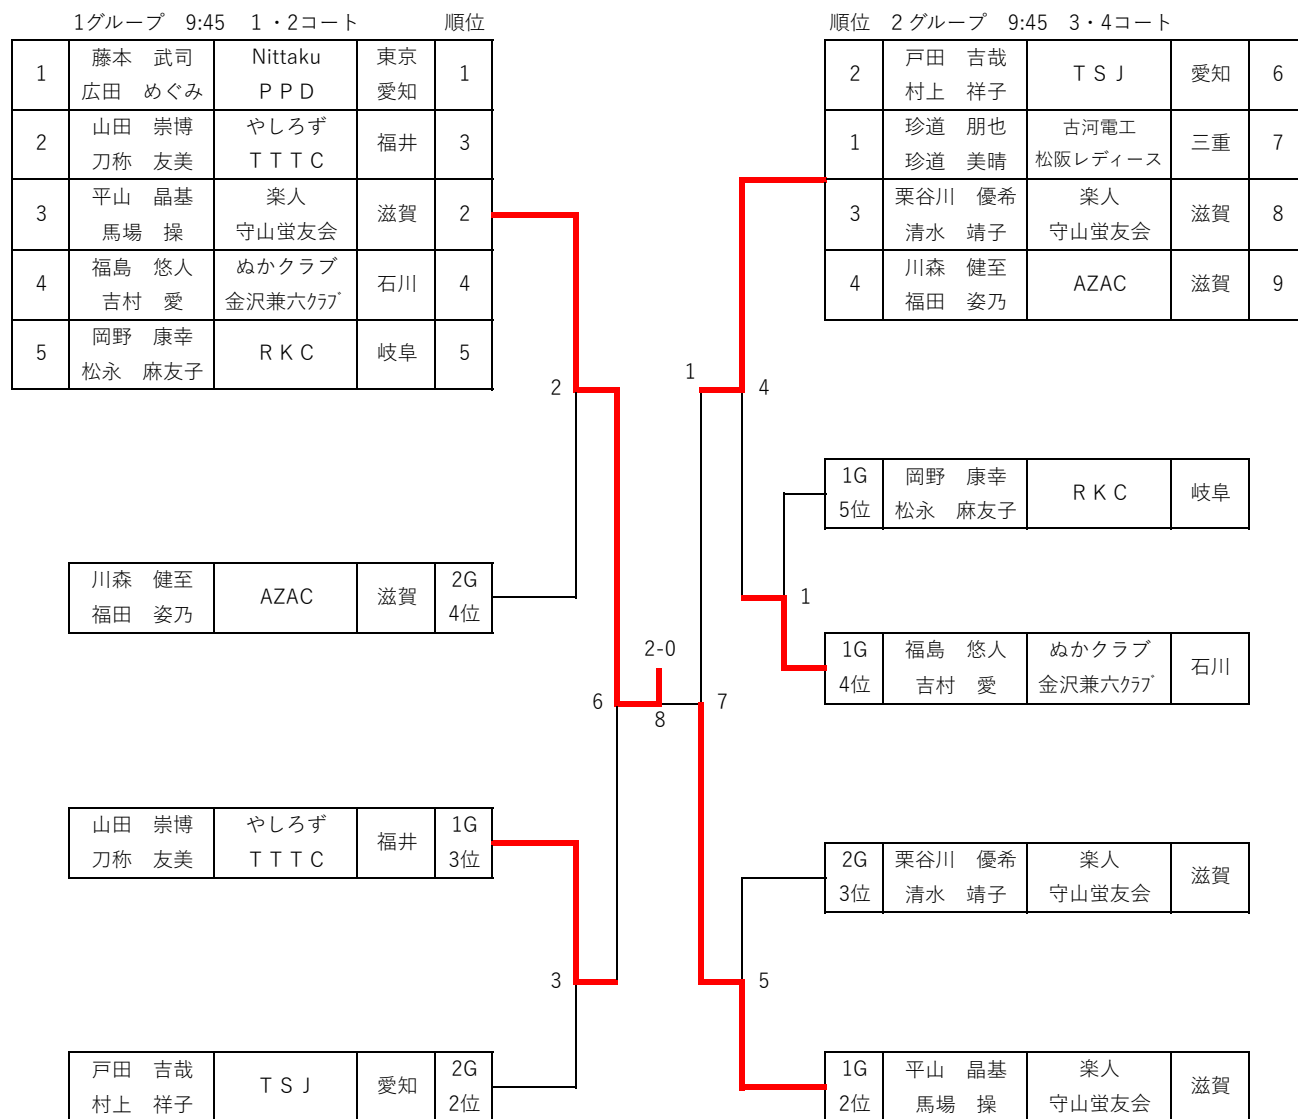 1グループ 9:45 1・2コート 順位
1 藤本 武司 Nittaku 東京 1
広田 めぐみ PPD 愛知
2 山田 崇博 やしろず 福井 3
刀称 友美 TTTC
3 平山 晶基 楽人 滋賀 2
馬場 操 守山蛍友会
4 福島 悠人 ぬかクラブ 石川 4
吉村 愛 金沢兼六ｸﾗﾌﾞ
5 岡野 康幸 RKC 岐阜 5
松永 麻友子
順位 2グループ 9:45 3・4コート
2 戸田 吉哉 TSJ 愛知 6
村上 祥子
1 珍道 朋也 古河電工 三重 7
珍道 美晴 松阪レディース
3 栗谷川 優希 楽人 滋賀 8
清水 靖子 守山蛍友会
4 川森 健至 AZAC 滋賀 9
福田 姿乃
2
1
4
1G 岡野 康幸 RKC 岐阜
5位 松永 麻友子
川森 健至 AZAC 滋賀 2G
福田 姿乃 4位
1
1G 福島 悠人 ぬかクラブ 石川
4位 吉村 愛 金沢兼六ｸﾗﾌﾞ
2-0
6
8
7
山田 崇博 やしろず 福井 1G
刀称 友美 TTTC 3位
2G 栗谷川 優希 楽人 滋賀
3位 清水 靖子 守山蛍友会
3
5
戸田 吉哉 TSJ 愛知 2G
村上 祥子 2位
1G 平山 晶基 楽人 滋賀
2位 馬場 操 守山蛍友会